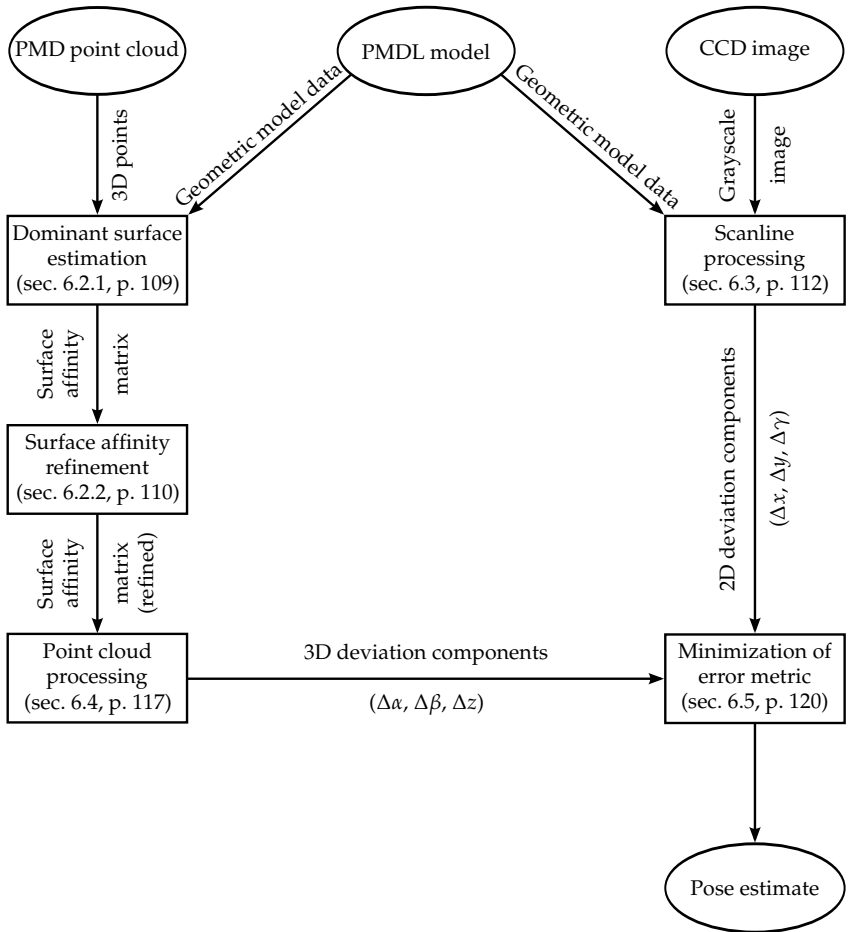 PMD point cloud
PMDL model
CCD image
3D points
Geometric model data
Geometric model data
Grayscale
image
Dominant surface
estimation
(sec. 6.2.1, p. 109)
Scanline
processing
(sec. 6.3, p. 112)
Surface
affinity
matrix
2D deviation components
(Δx, Δy, Δγ)
Surface affinity
refinement
(sec. 6.2.2, p. 110)
Surface
affinity
matrix
(refined)
Point cloud
processing
(sec. 6.4, p. 117)
3D deviation components
(Δα, Δβ, Δz)
Minimization of
error metric
(sec. 6.5, p. 120)
Pose estimate